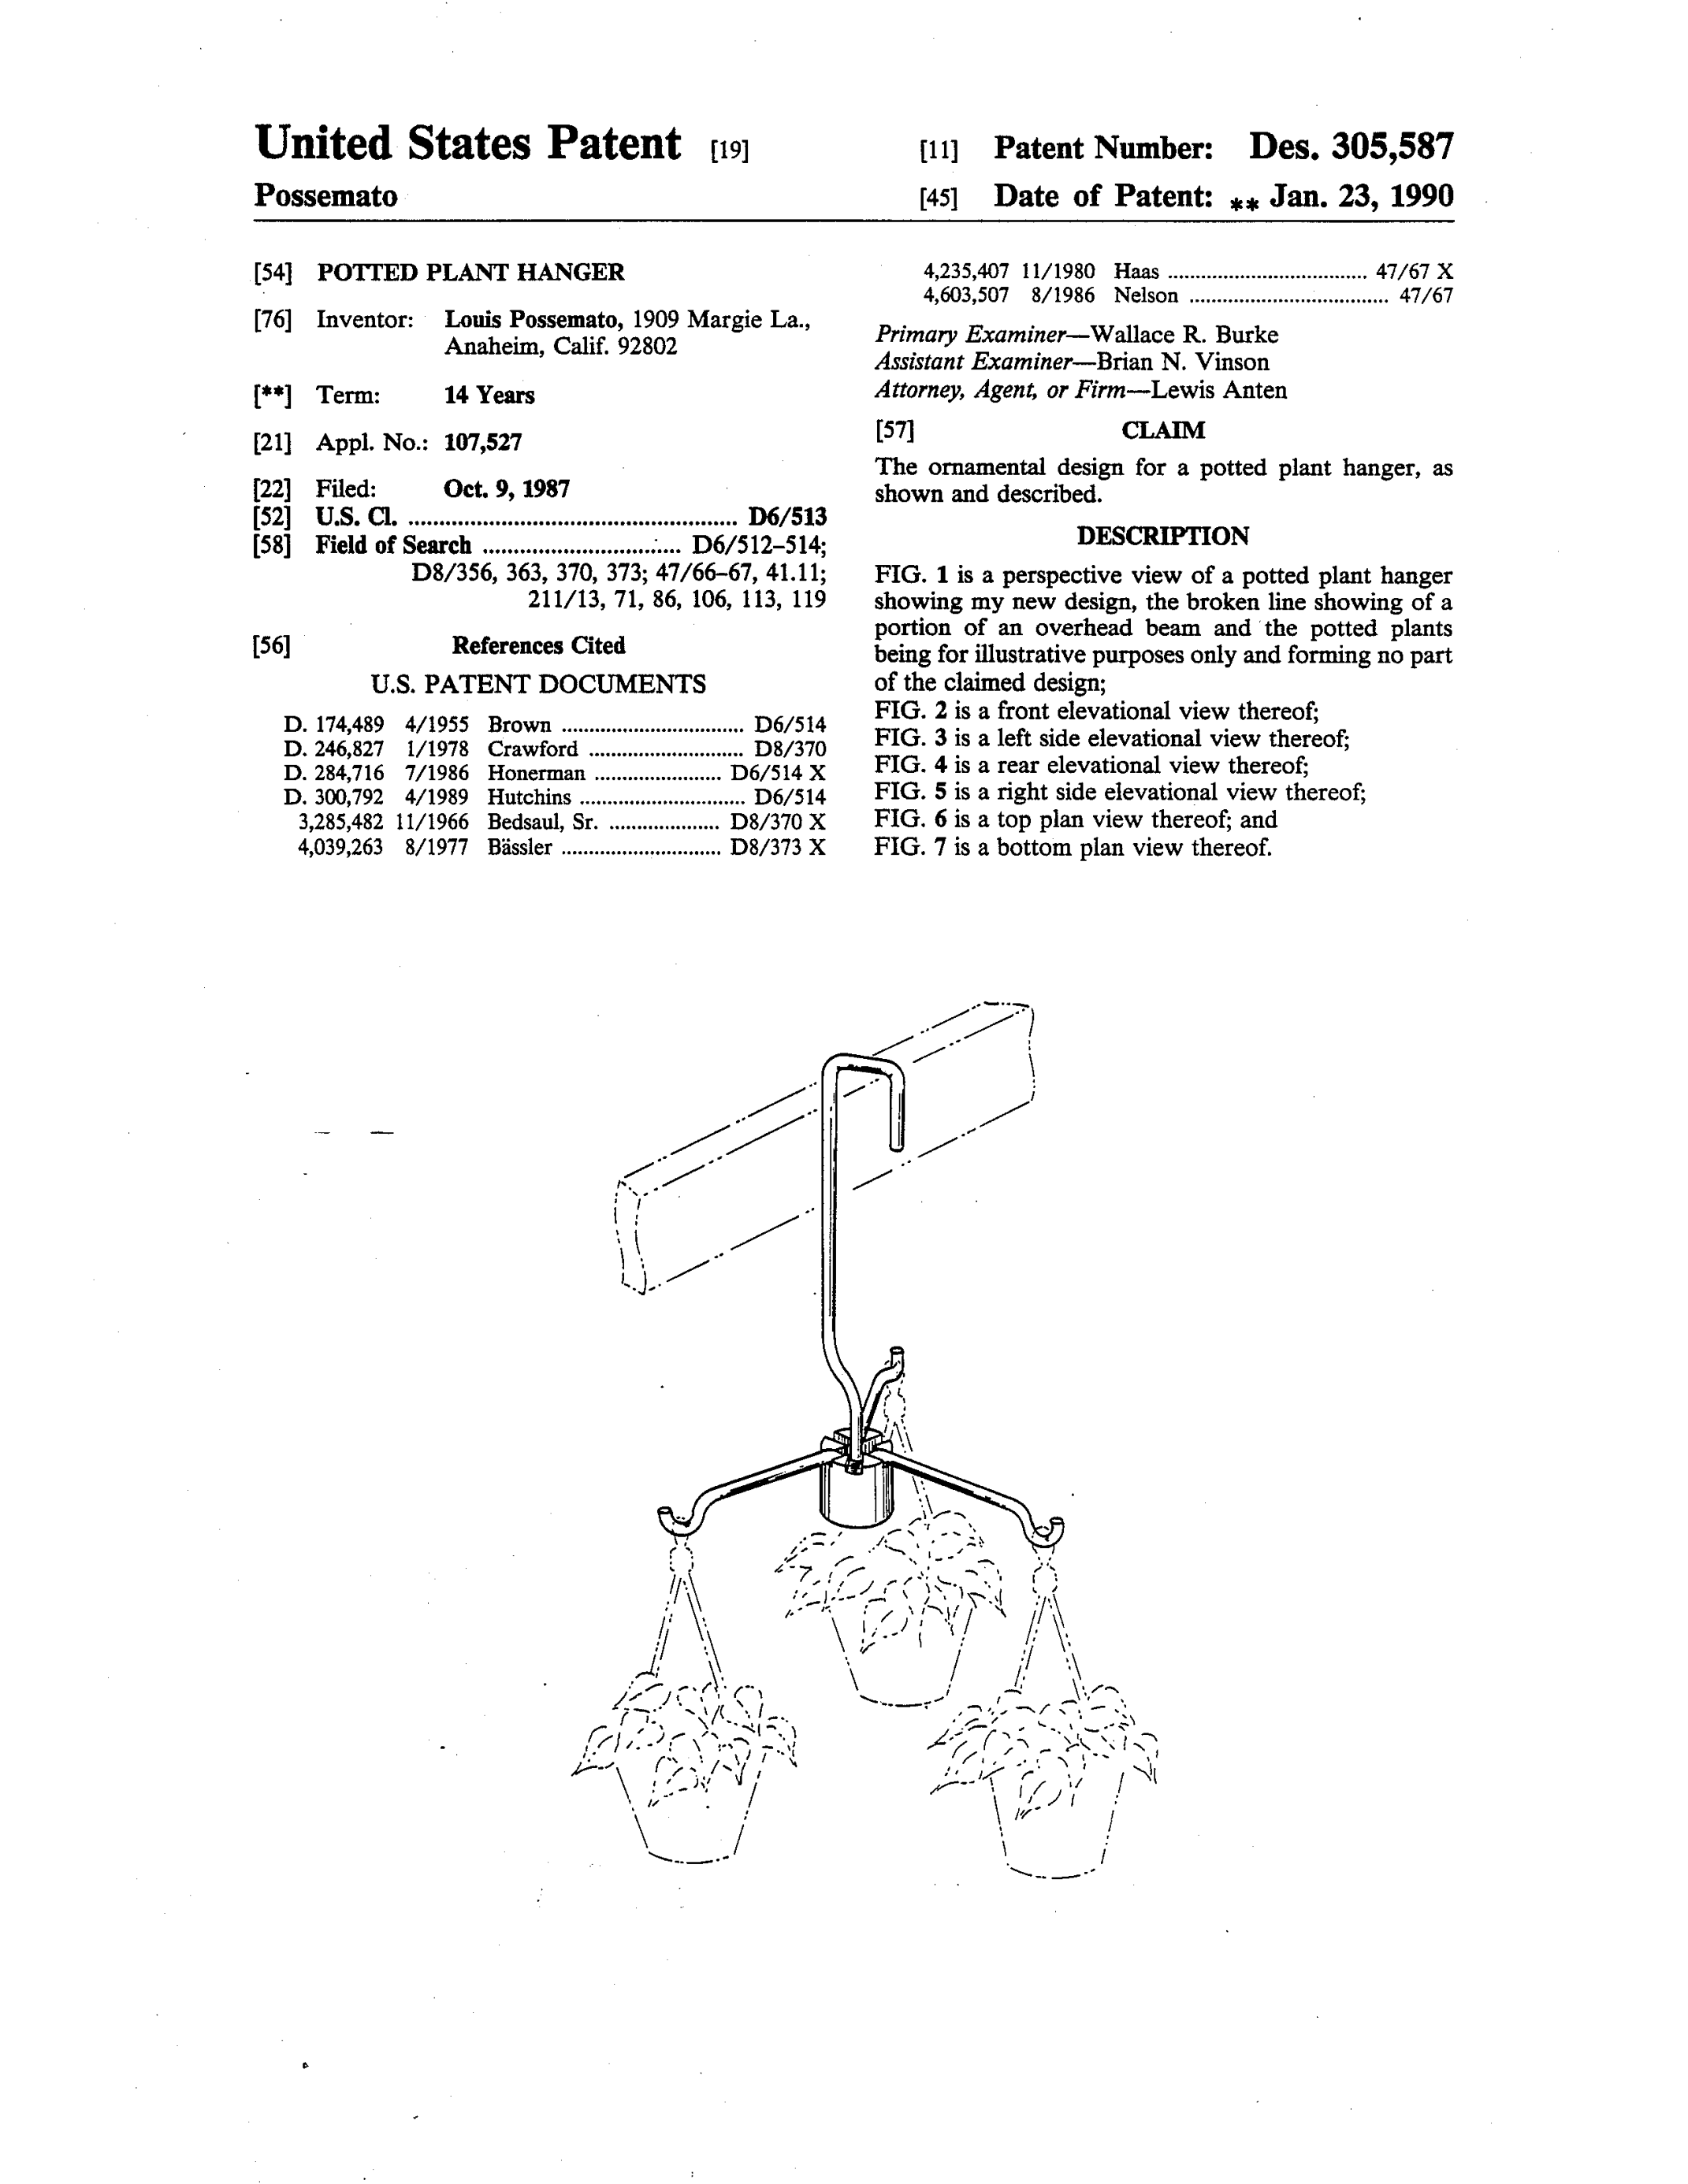 United States Patent [19]
Possemato
[11] Patent Number: Des. 305,587
[45] Date of Patent: ** Jan. 23, 1990
[54] POTTED PLANT HANGER
[76] Inventor: Louis Possemato, 1909 Margie La.,
Anaheim, Calif. 92802
[**] Term: 14 Years
[21] Appl. No.: 107,527
[22] Filed: Oct. 9, 1987
[52] U.S. Cl. ..................................................... D6/513
[58] Field of Search ................................ D6/512-514;
D8/356, 363, 370, 373; 47/66-67, 41.11;
211/13, 71, 86, 106, 113, 119
[56] References Cited
U.S. PATENT DOCUMENTS
D. 174,489 4/1955 Brown ................................. D6/514
D. 246,827 1/1978 Crawford ............................ D8/370
D. 284,716 7/1986 Honerman ....................... D6/514 X
D. 300,792 4/1989 Hutchins .............................. D6/514
3,285,482 11/1966 Bedsaul, Sr. .................... D8/370 X
4,039,263 8/1977 Bässler ............................. D8/373 X
4,235,407 11/1980 Haas .................................... 47/67 X
4,603,507 8/1986 Nelson .................................... 47/67
Primary Examiner—Wallace R. Burke
Assistant Examiner—Brian N. Vinson
Attorney, Agent, or Firm—Lewis Anten
[57] CLAIM
The ornamental design for a potted plant hanger, as
shown and described.
DESCRIPTION
FIG. 1 is a perspective view of a potted plant hanger
showing my new design, the broken line showing of a
portion of an overhead beam and the potted plants
being for illustrative purposes only and forming no part
of the claimed design;
FIG. 2 is a front elevational view thereof;
FIG. 3 is a left side elevational view thereof;
FIG. 4 is a rear elevational view thereof;
FIG. 5 is a right side elevational view thereof;
FIG. 6 is a top plan view thereof; and
FIG. 7 is a bottom plan view thereof.